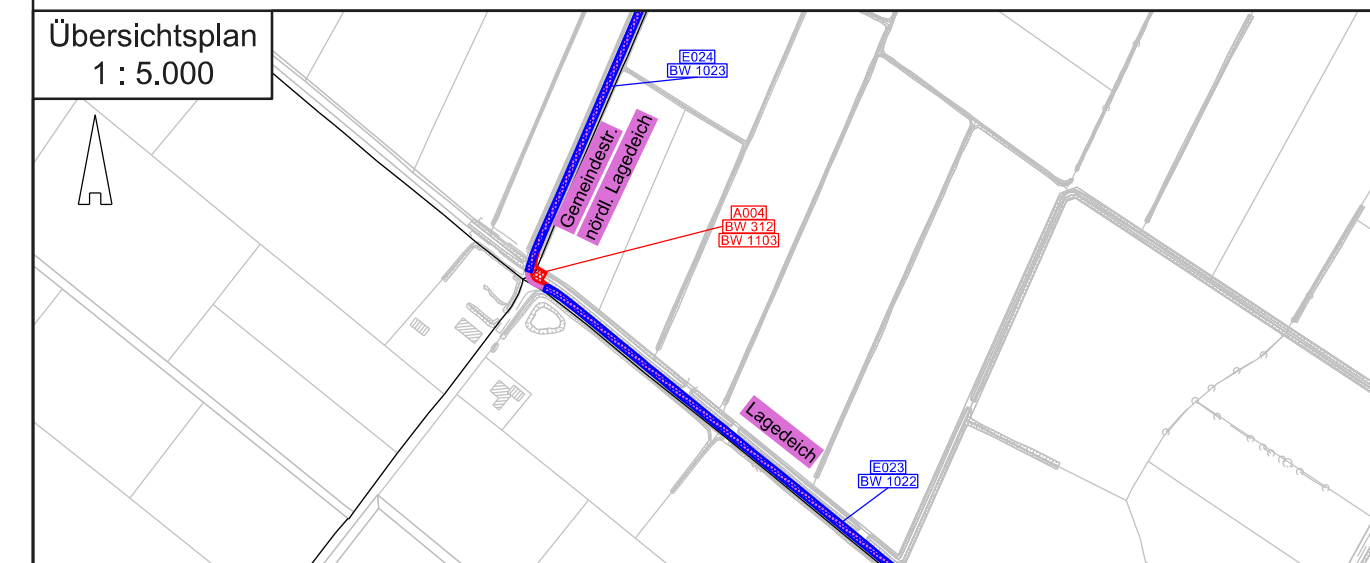 Übersichtsplan
1 : 5.000
E024
BW 1023
Gemeindestr.
nördl. Lagedeich
A004
BW 312
BW 1103
Lagedeich
E023
BW 1022